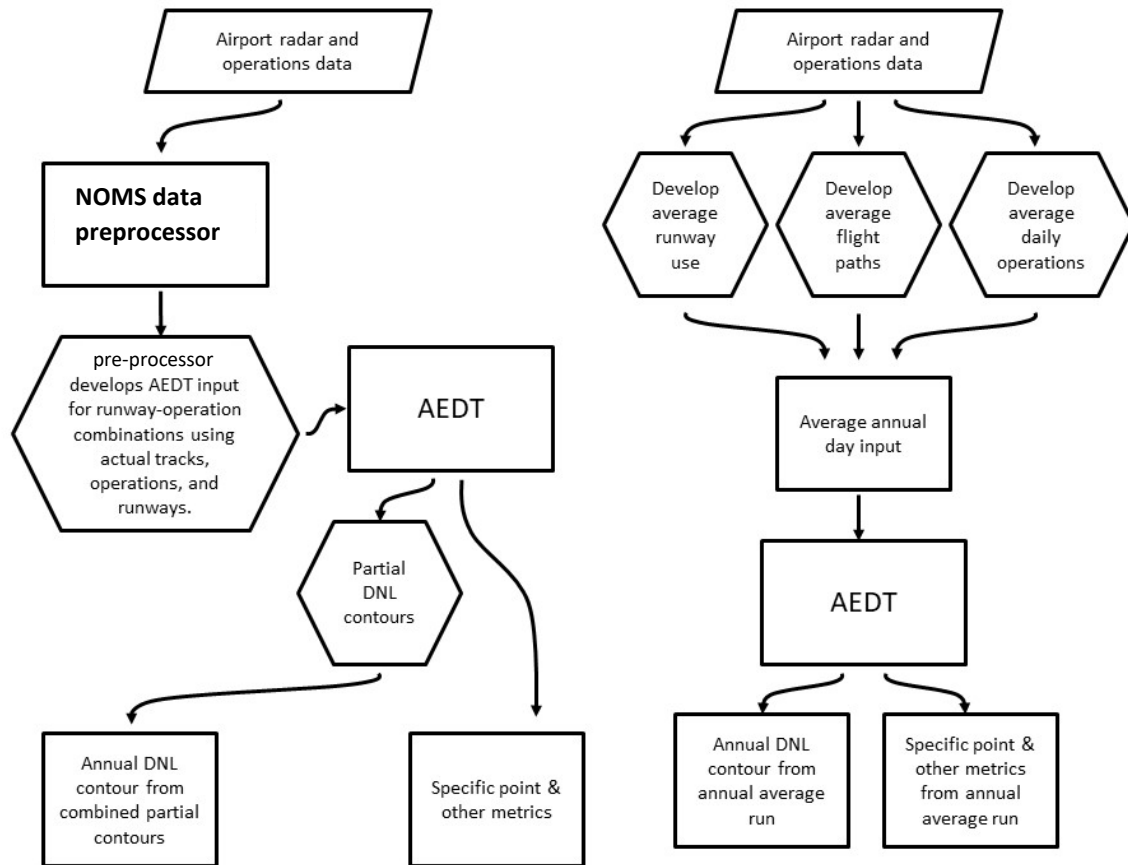 Airport radar and
operations data
NOMS data
preprocessor
pre-processor
develops AEDT input
for runway-operation
combinations using
actual tracks,
operations, and
runways.
AEDT
Partial
DNL
contours
Annual DNL
contour from
combined partial
contours
Specific point &
other metrics
Airport radar and
operations data
Develop
average
runway
use
Develop
average
flight
paths
Develop
average
daily
operations
Average annual
day input
AEDT
Annual DNL
contour from
annual average
run
Specific point &
other metrics
from annual
average run